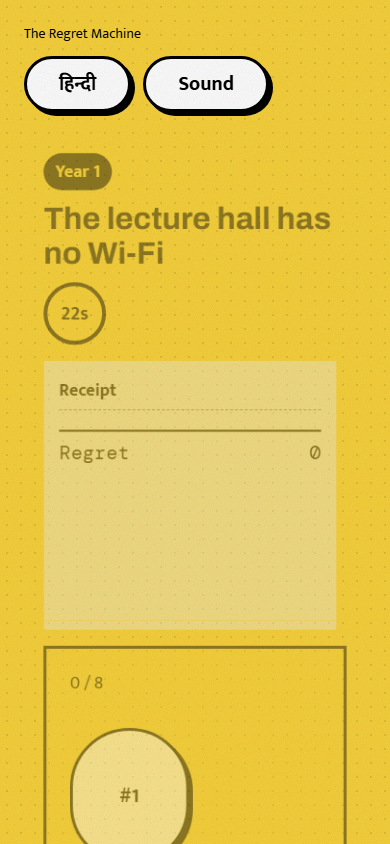 The Regret Machine
हिन्दी
Sound
Year 1
The lecture hall has
no Wi-Fi
22s
Receipt
Regret 0
0 / 8
#1